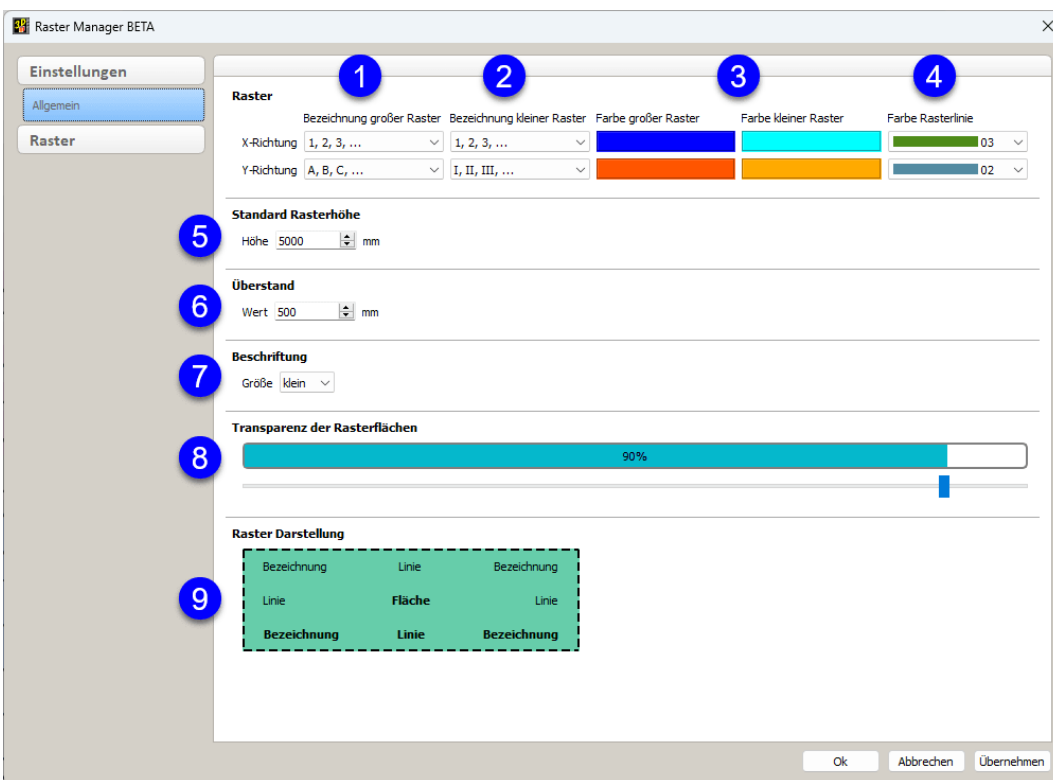 Raster Manager BETA
Einstellungen
Allgemein
Raster
1 2 3 4
Raster
Bezeichnung großer Raster Bezeichnung kleiner Raster Farbe großer Raster Farbe kleiner Raster Farbe Rasterlinie
X-Richtung 1, 2, 3, ... 1, 2, 3, ... 03
Y-Richtung A, B, C, ... I, II, III, ... 02
Standard Rasterhöhe
5
Höhe 5000 mm
Überstand
6
Wert 500 mm
Beschriftung
7
Größe klein
Transparenz der Rasterflächen
8
90%
Raster Darstellung
Bezeichnung Linie Bezeichnung
9
Linie Fläche Linie
Bezeichnung Linie Bezeichnung
Ok Abbrechen Übernehmen